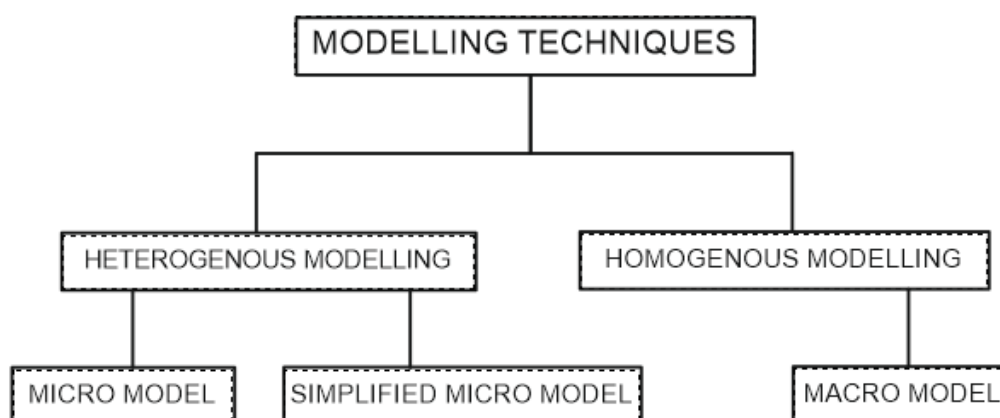 MODELLING TECHNIQUES
HETEROGENOUS MODELLING
HOMOGENOUS MODELLING
MICRO MODEL
SIMPLIFIED MICRO MODEL
MACRO MODEL